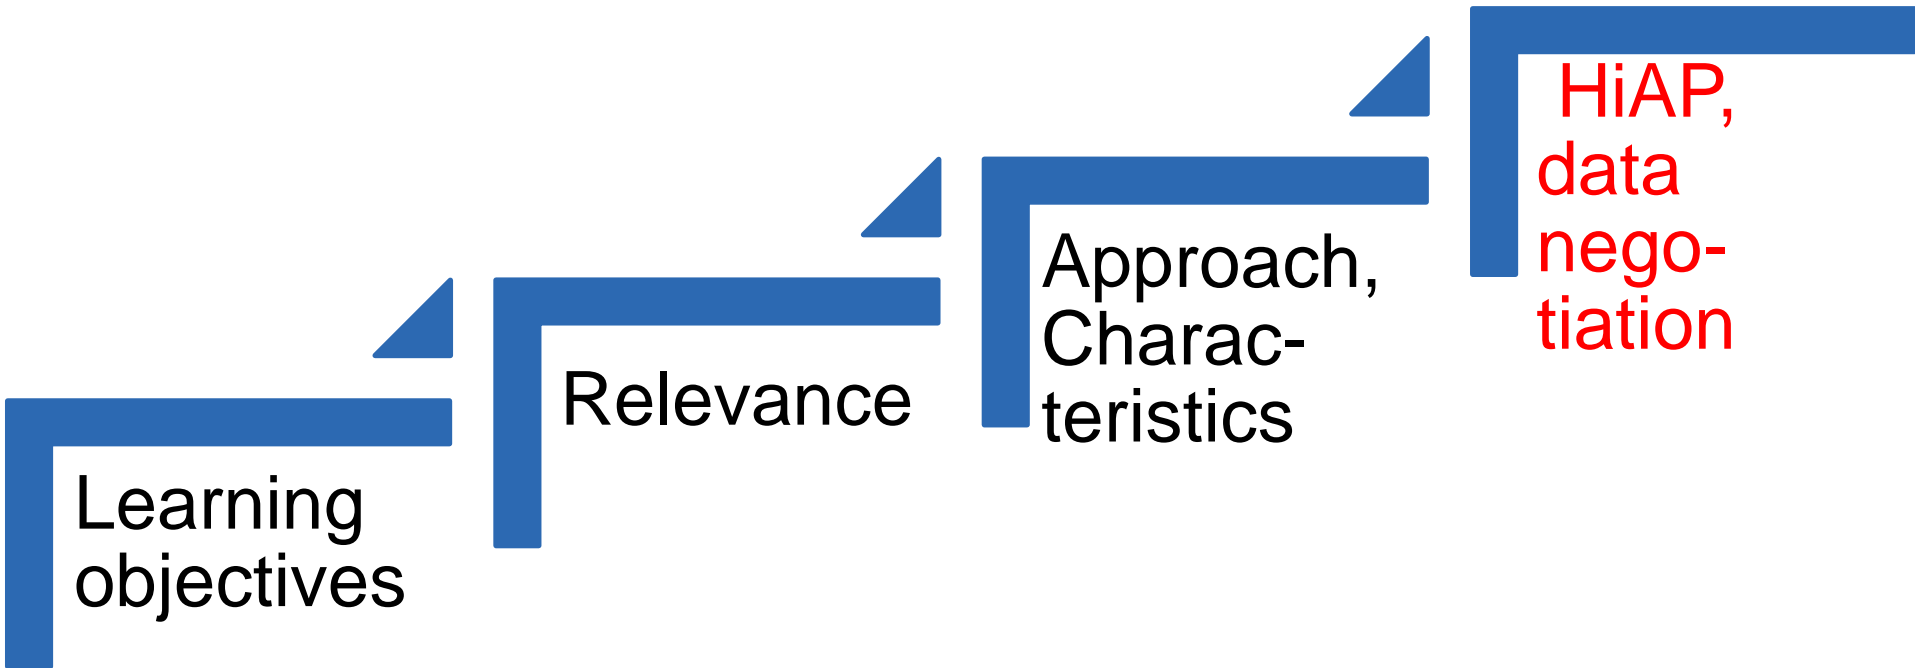 Learning
objectives
Relevance
Approach,
Charac-
teristics
HiAP,
data
nego-
tiation